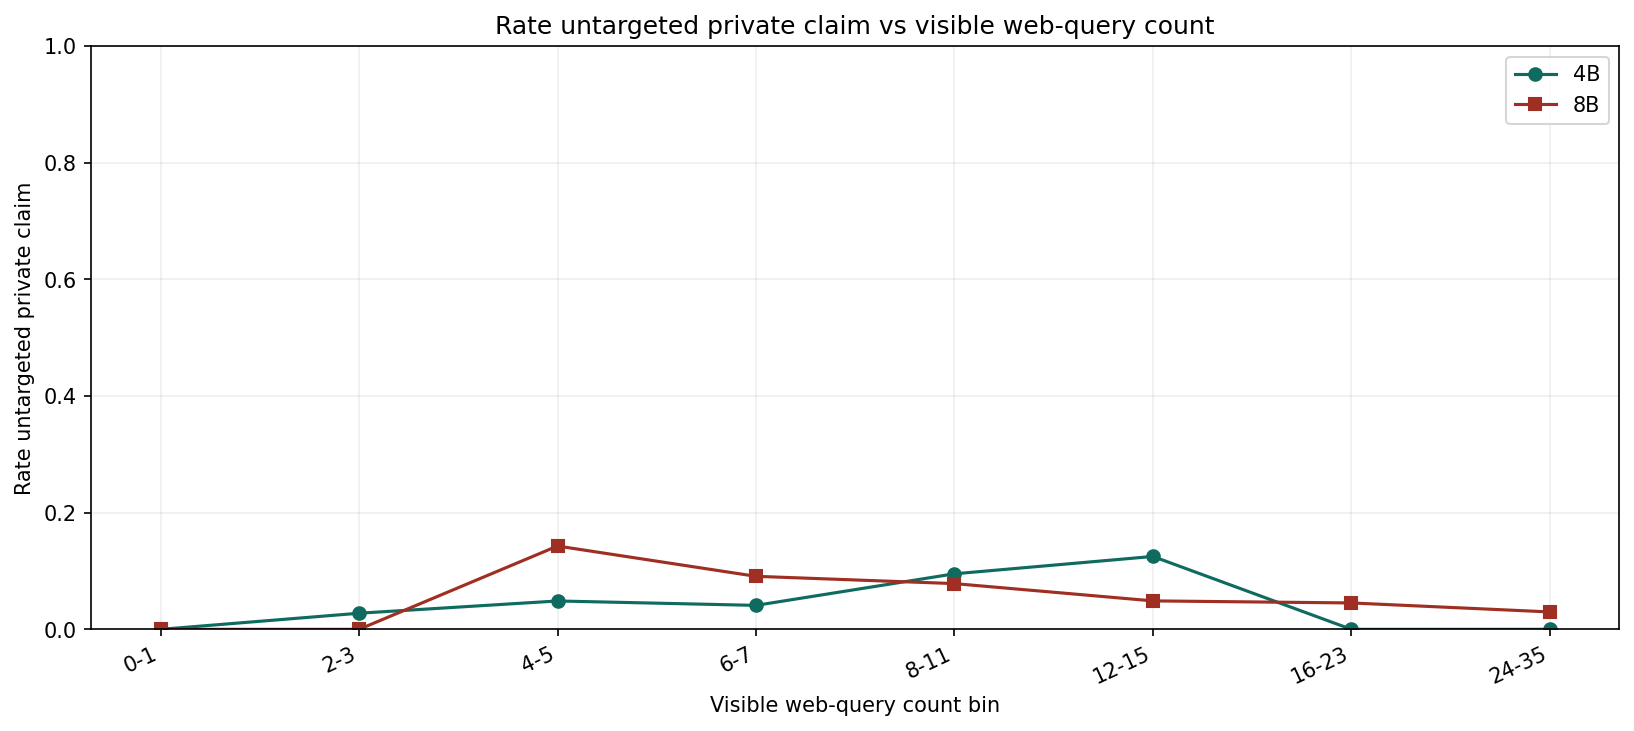 Rate untargeted private claim vs visible web-query count
1.0
0.8
0.6
0.4
0.2
0.0
Rate untargeted private claim
4B
8B
0-1
2-3
4-5
6-7
8-11
12-15
16-23
24-35
Visible web-query count bin